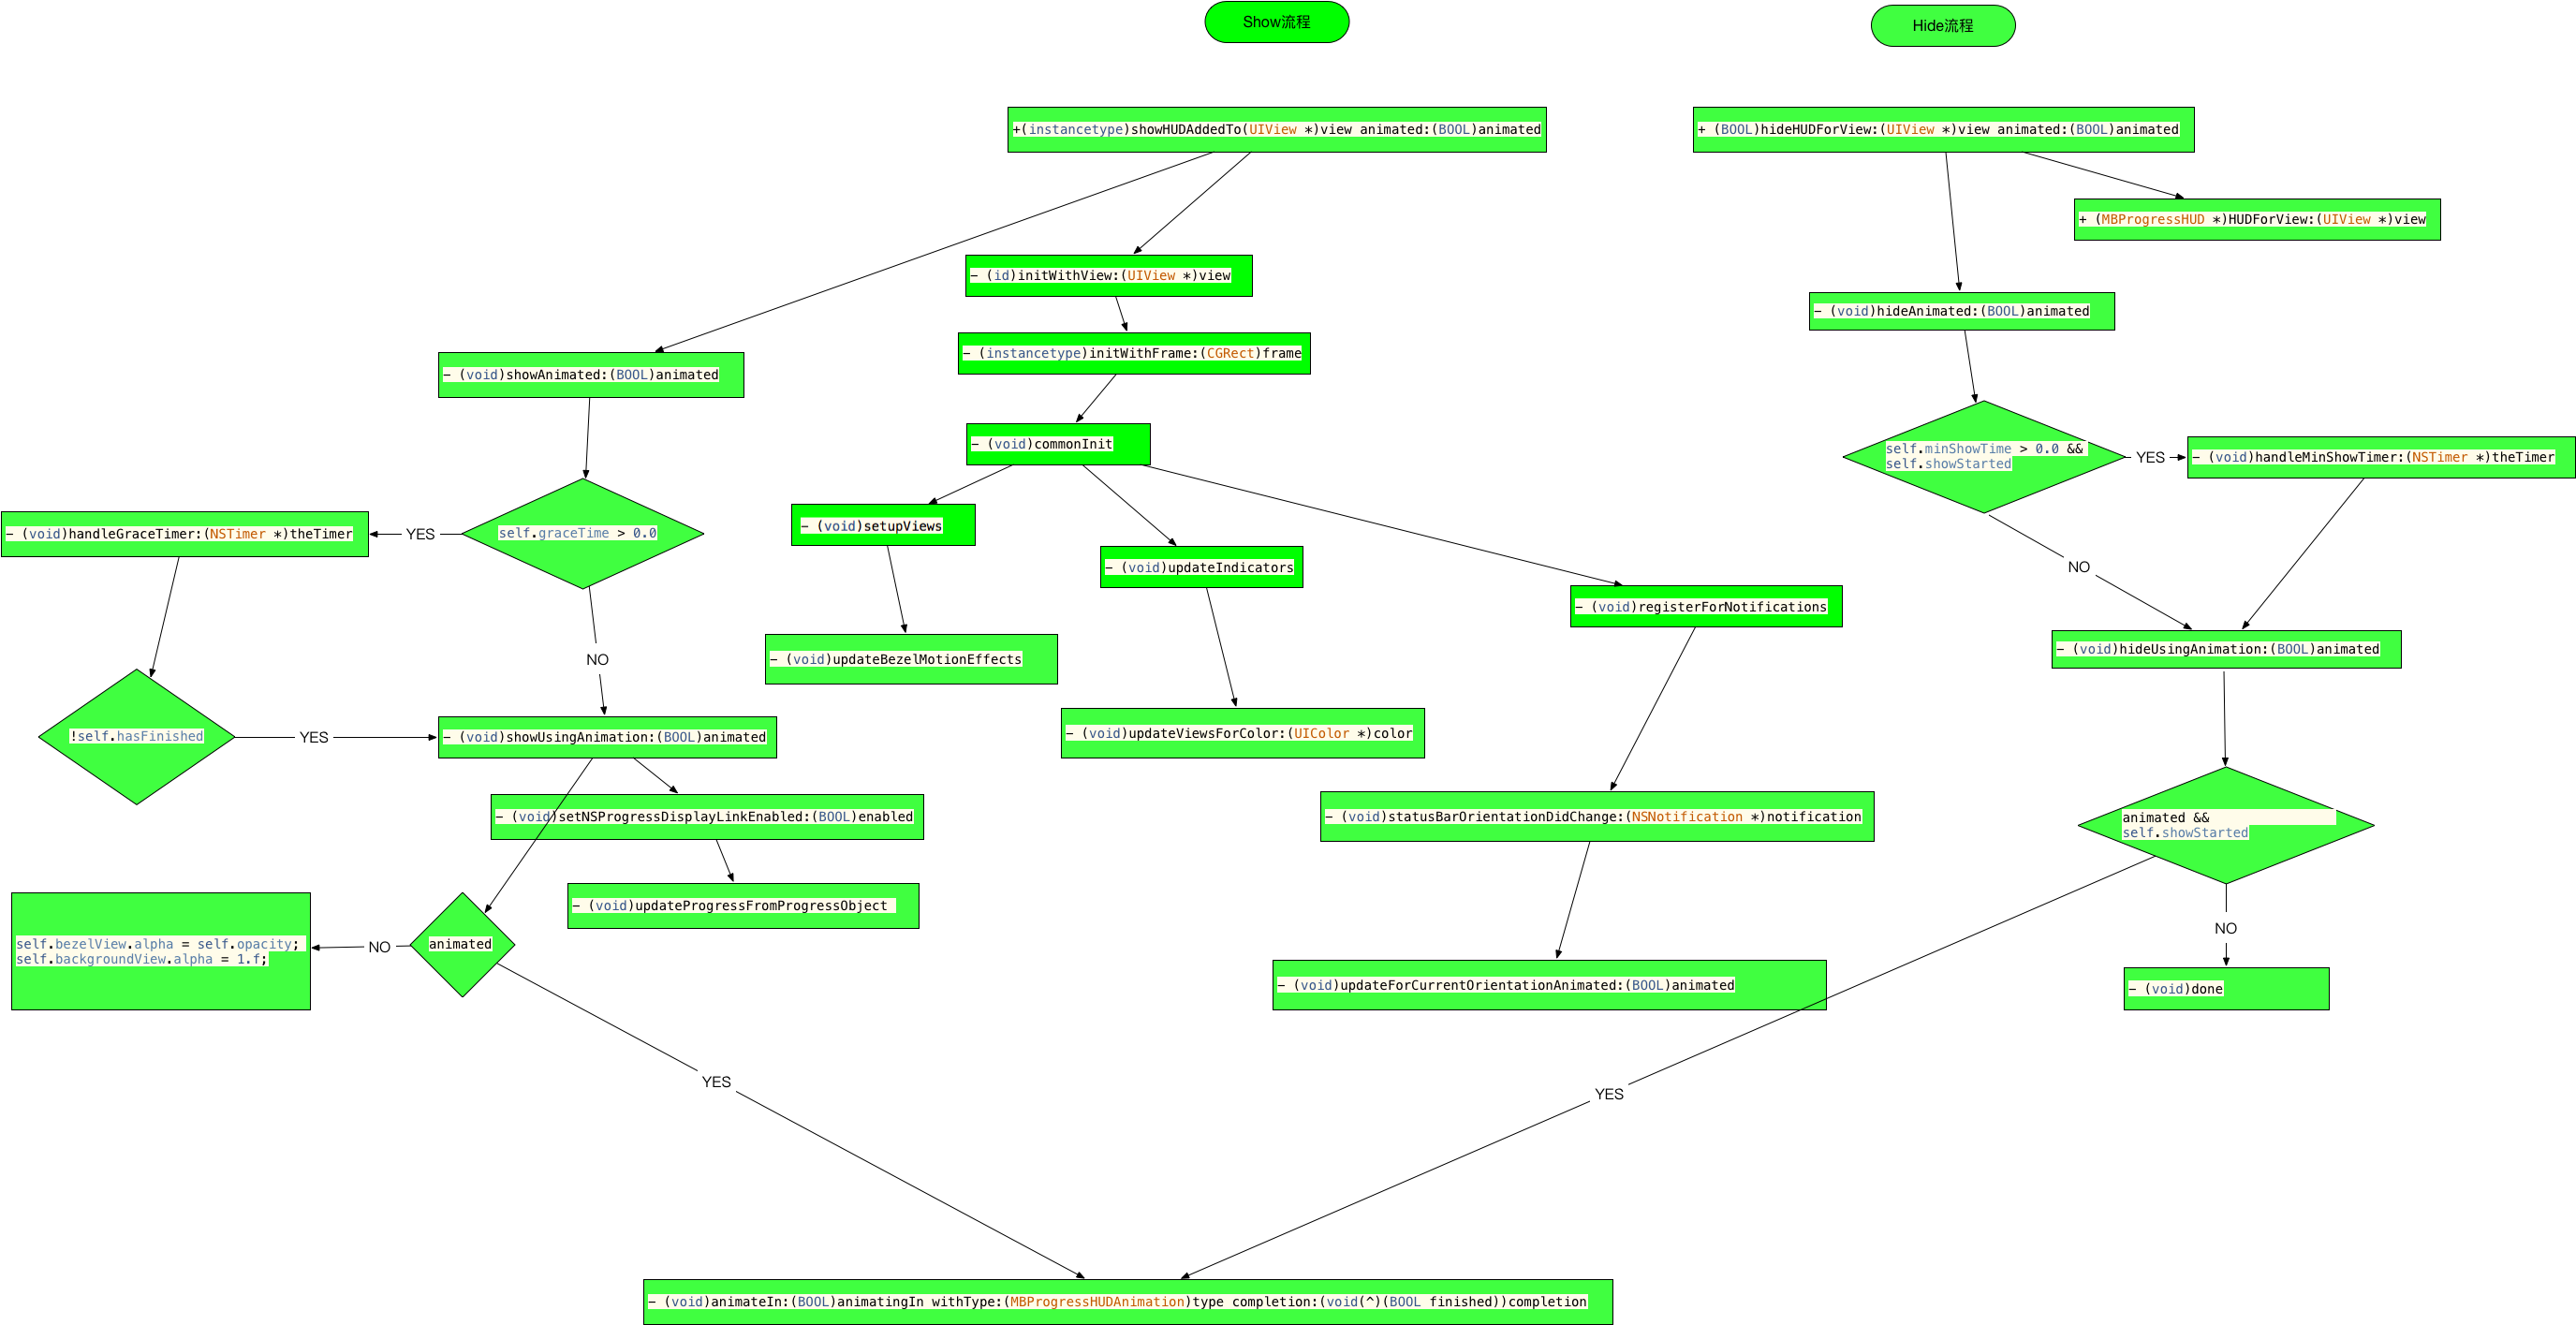 Show流程
Hide流程
+(instancetype)showHUDAddedTo(UIView *)view animated:(BOOL)animated
+ (BOOL)hideHUDForView:(UIView *)view animated:(BOOL)animated
+ (MBProgressHUD *)HUDForView:(UIView *)view
- (id)initWithView:(UIView *)view
- (void)hideAnimated:(BOOL)animated
- (instancetype)initWithFrame:(CGRect)frame
- (void)showAnimated:(BOOL)animated
- (void)commonInit
self.minShowTime > 0.0 &&
self.showStarted
YES
- (void)handleMinShowTimer:(NSTimer *)theTimer
- (void)handleGraceTimer:(NSTimer *)theTimer
YES
self.graceTime > 0.0
- (void)setupViews
- (void)updateIndicators
NO
- (void)registerForNotifications
- (void)hideUsingAnimation:(BOOL)animated
NO
- (void)updateBezelMotionEffects
!self.hasFinished
YES
- (void)showUsingAnimation:(BOOL)animated
- (void)updateViewsForColor:(UIColor *)color
- (void)setNSProgressDisplayLinkEnabled:(BOOL)enabled
- (void)statusBarOrientationDidChange:(NSNotification *)notification
animated &&
self.showStarted
- (void)updateProgressFromProgressObject
self.bezelView.alpha = self.opacity;
self.backgroundView.alpha = 1.f;
NO
animated
NO
- (void)updateForCurrentOrientationAnimated:(BOOL)animated
- (void)done
YES
YES
- (void)animateIn:(BOOL)animatingIn withType:(MBProgressHUDAnimation)type completion:(void(^)(BOOL finished))completion